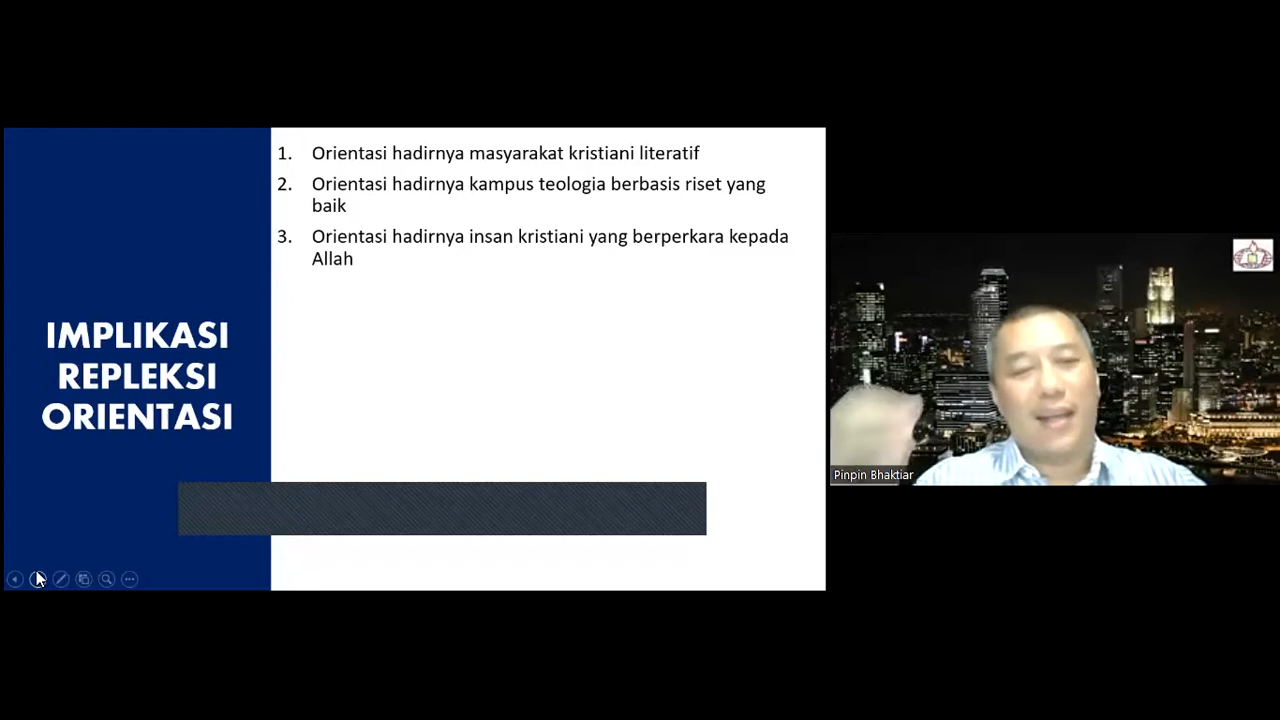 1. Orientasi hadirnya masyarakat kristiani literatif
2. Orientasi hadirnya kampus teologia berbasis riset yang
baik
3. Orientasi hadirnya insan kristiani yang berperkara kepada
Allah
IMPLIKASI
REPLEKSI
ORIENTASI
Pinpin Bhaktiar